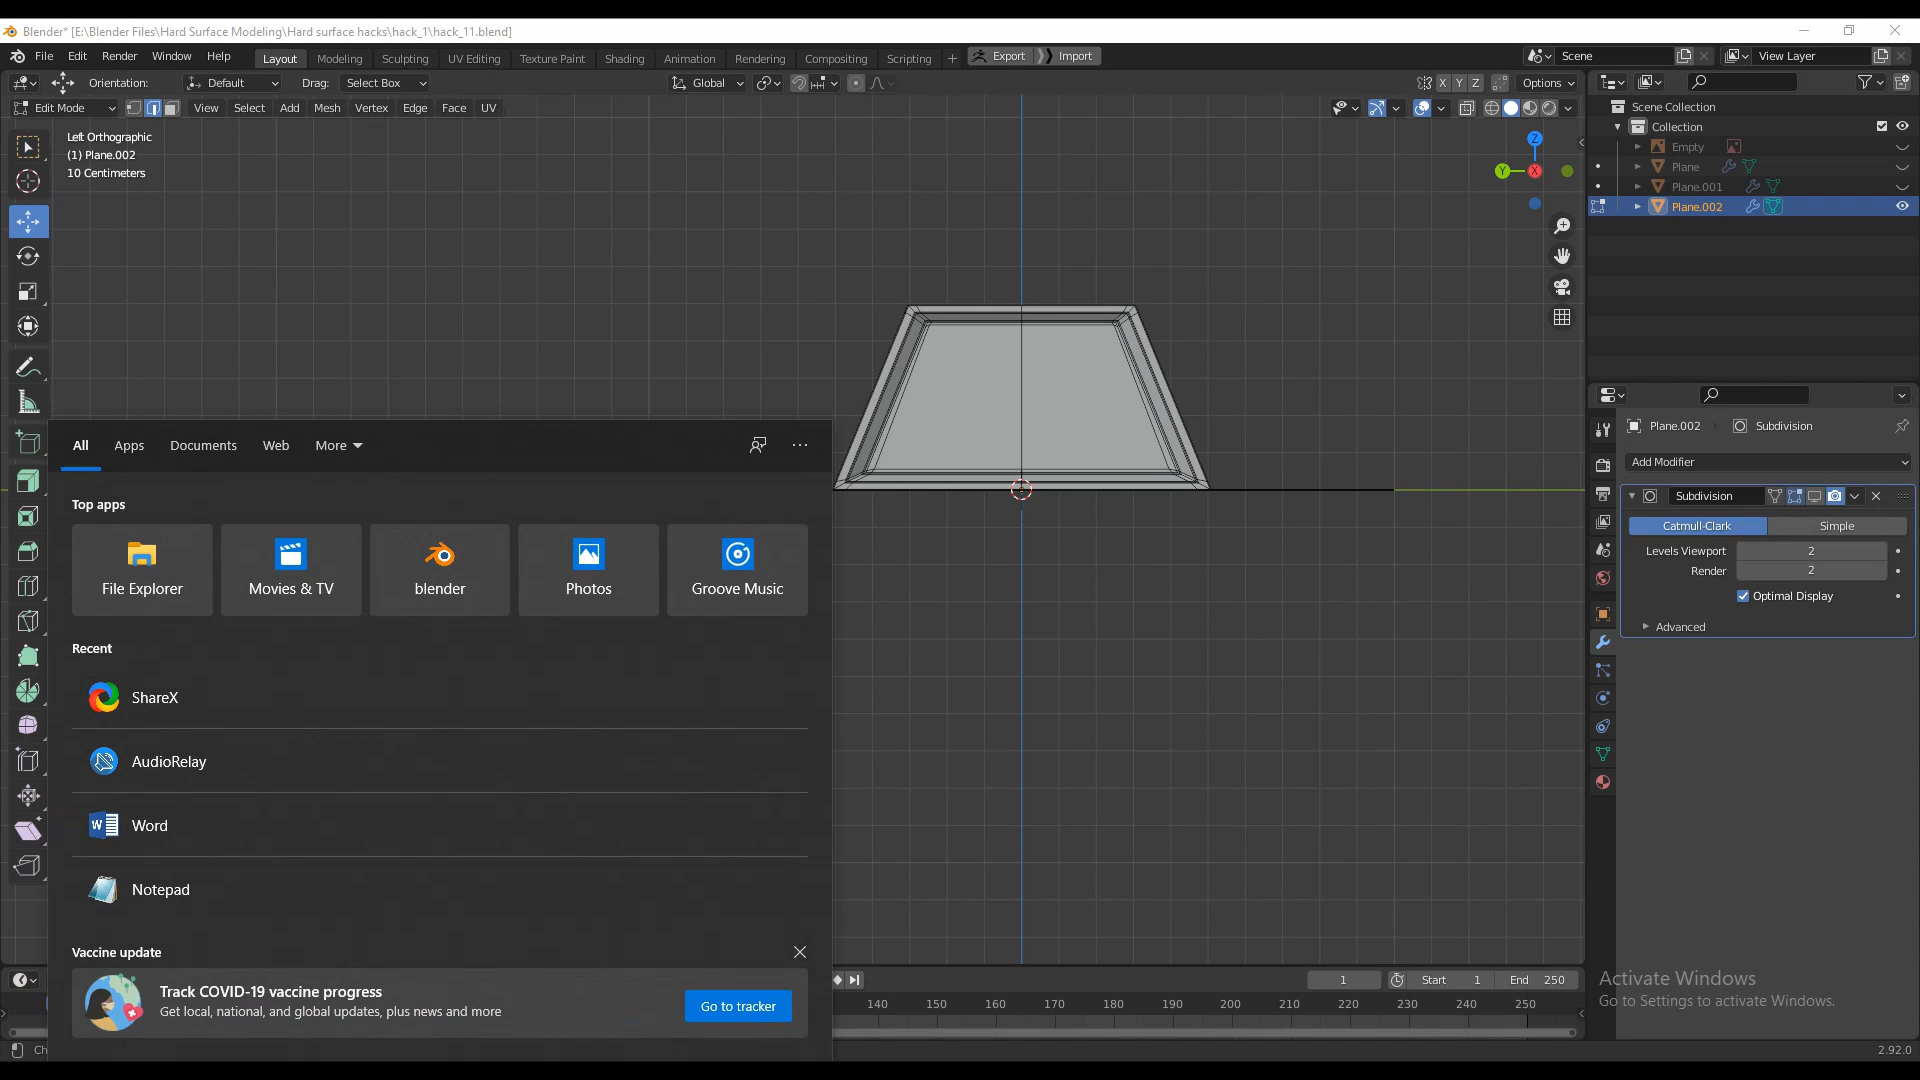 Blender* [E:\Blender Files\Hard Surface Modeling\Hard surface hacks\hack_1\hack_11.blend]
File Edit Render Window Help Layout Modeling Sculpting UV Editing Texture Paint Shading Animation Rendering Compositing Scripting + Export Import Scene View Layer
Orientation: Default Drag: Select Box Global X Y Z Options
Edit Mode View Select Add Mesh Vertex Edge Face UV
Scene Collection
Collection
Empty
Plane
Plane.001
Plane.002
Left Orthographic
(1) Plane.002
10 Centimeters
Z
Y X
Plane.002 Subdivision
Add Modifier
Subdivision
Catmull-Clark Simple
Levels Viewport 2
Render 2
Optimal Display
Advanced
All Apps Documents Web More
Top apps
File Explorer Movies & TV blender Photos Groove Music
Recent
ShareX
AudioRelay
Word
Notepad
Vaccine update
Track COVID-19 vaccine progress
Get local, national, and global updates, plus news and more
Go to tracker
1 Start 1 End 250
140 150 160 170 180 190 200 210 220 230 240 250
Activate Windows
Go to Settings to activate Windows.
Ch
2.92.0